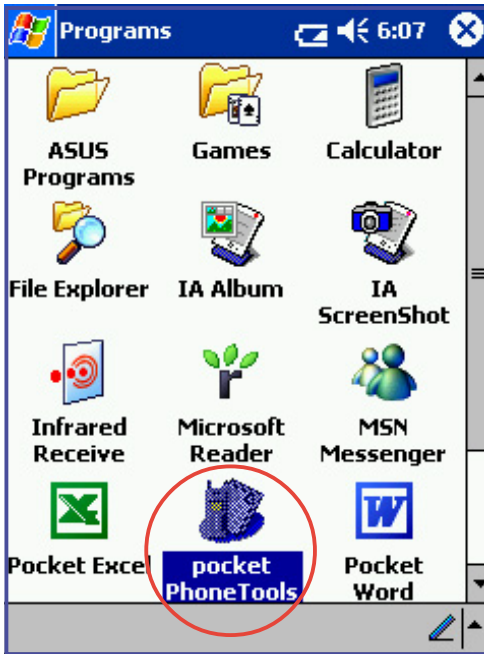 Programs 6:07
ASUS Programs
Games
Calculator
File Explorer
IA Album
IA ScreenShot
Infrared Receive
Microsoft Reader
MSN Messenger
Pocket Excel
pocket PhoneTools
Pocket Word